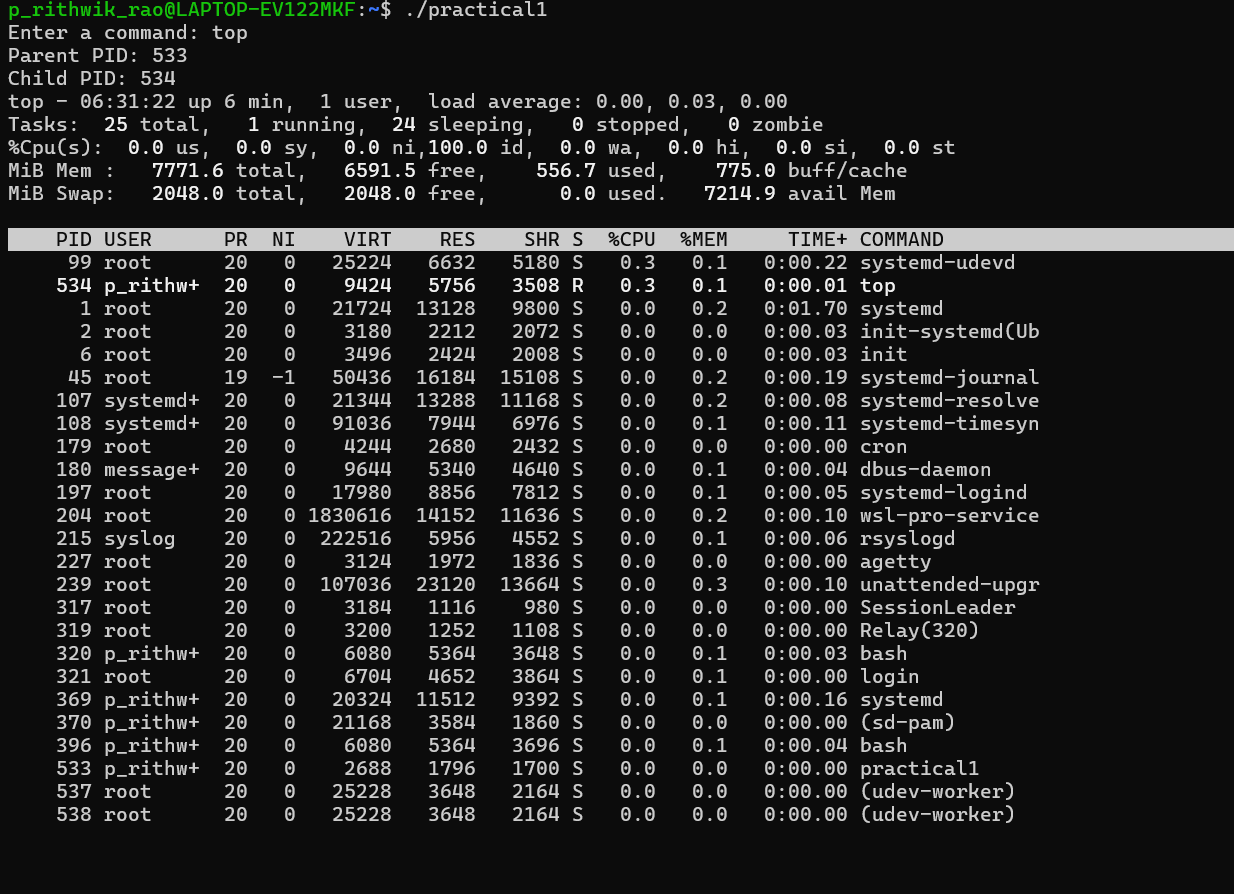 p_rithwik_rao@LAPTOP-EV122MKF:~$ ./practical1
Enter a command: top
Parent PID: 533
Child PID: 534
top - 06:31:22 up 6 min,  1 user,  load average: 0.00, 0.03, 0.00
Tasks:  25 total,   1 running,  24 sleeping,   0 stopped,   0 zombie
%Cpu(s):  0.0 us,  0.0 sy,  0.0 ni,100.0 id,  0.0 wa,  0.0 hi,  0.0 si,  0.0 st
MiB Mem :   7771.6 total,   6591.5 free,    556.7 used,    775.0 buff/cache
MiB Swap:   2048.0 total,   2048.0 free,      0.0 used.   7214.9 avail Mem
    PID USER      PR  NI    VIRT    RES    SHR S  %CPU  %MEM     TIME+ COMMAND
     99 root      20   0   25224   6632   5180 S   0.3   0.1   0:00.22 systemd-udevd
    534 p_rithw+  20   0    9424   5756   3508 R   0.3   0.1   0:00.01 top
      1 root      20   0   21724  13128   9800 S   0.0   0.2   0:01.70 systemd
      2 root      20   0    3180   2212   2072 S   0.0   0.0   0:00.03 init-systemd(Ub
      6 root      20   0    3496   2424   2008 S   0.0   0.0   0:00.03 init
     45 root      19  -1   50436  16184  15108 S   0.0   0.2   0:00.19 systemd-journal
    107 systemd+  20   0   21344  13288  11168 S   0.0   0.2   0:00.08 systemd-resolve
    108 systemd+  20   0   91036   7944   6976 S   0.0   0.1   0:00.11 systemd-timesyn
    179 root      20   0    4244   2680   2432 S   0.0   0.0   0:00.00 cron
    180 message+  20   0    9644   5340   4640 S   0.0   0.1   0:00.04 dbus-daemon
    197 root      20   0   17980   8856   7812 S   0.0   0.1   0:00.05 systemd-logind
    204 root      20   0 1830616  14152  11636 S   0.0   0.2   0:00.10 wsl-pro-service
    215 syslog    20   0  222516   5956   4552 S   0.0   0.1   0:00.06 rsyslogd
    227 root      20   0    3124   1972   1836 S   0.0   0.0   0:00.00 agetty
    239 root      20   0  107036  23120  13664 S   0.0   0.3   0:00.10 unattended-upgr
    317 root      20   0    3184   1116    980 S   0.0   0.0   0:00.00 SessionLeader
    319 root      20   0    3200   1252   1108 S   0.0   0.0   0:00.00 Relay(320)
    320 p_rithw+  20   0    6080   5364   3648 S   0.0   0.1   0:00.03 bash
    321 root      20   0    6704   4652   3864 S   0.0   0.1   0:00.00 login
    369 p_rithw+  20   0   20324  11512   9392 S   0.0   0.1   0:00.16 systemd
    370 p_rithw+  20   0   21168   3584   1860 S   0.0   0.0   0:00.00 (sd-pam)
    396 p_rithw+  20   0    6080   5364   3696 S   0.0   0.1   0:00.04 bash
    533 p_rithw+  20   0    2688   1796   1700 S   0.0   0.0   0:00.00 practical1
    537 root      20   0   25228   3648   2164 S   0.0   0.0   0:00.00 (udev-worker)
    538 root      20   0   25228   3648   2164 S   0.0   0.0   0:00.00 (udev-worker)